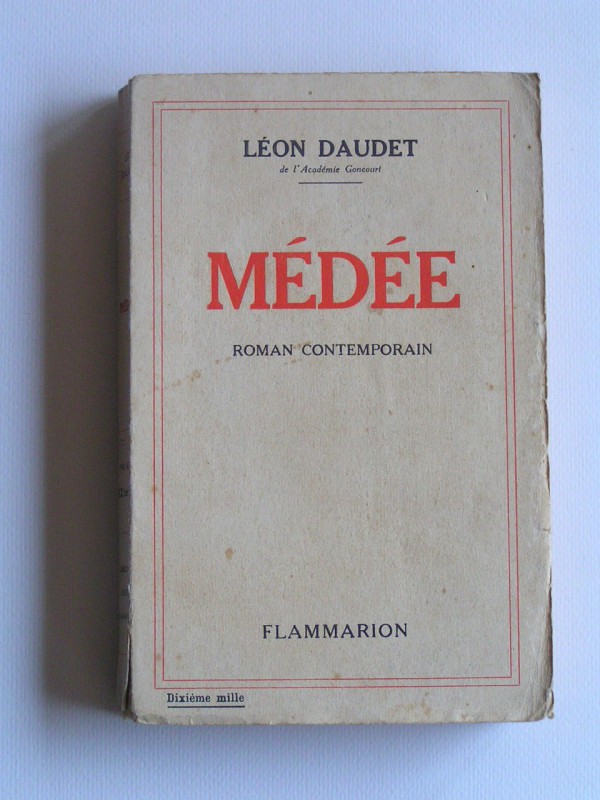 LÉON DAUDET
de l'Académie Goncourt
MÉDÉE
ROMAN CONTEMPORAIN
FLAMMARION
Dixième mille